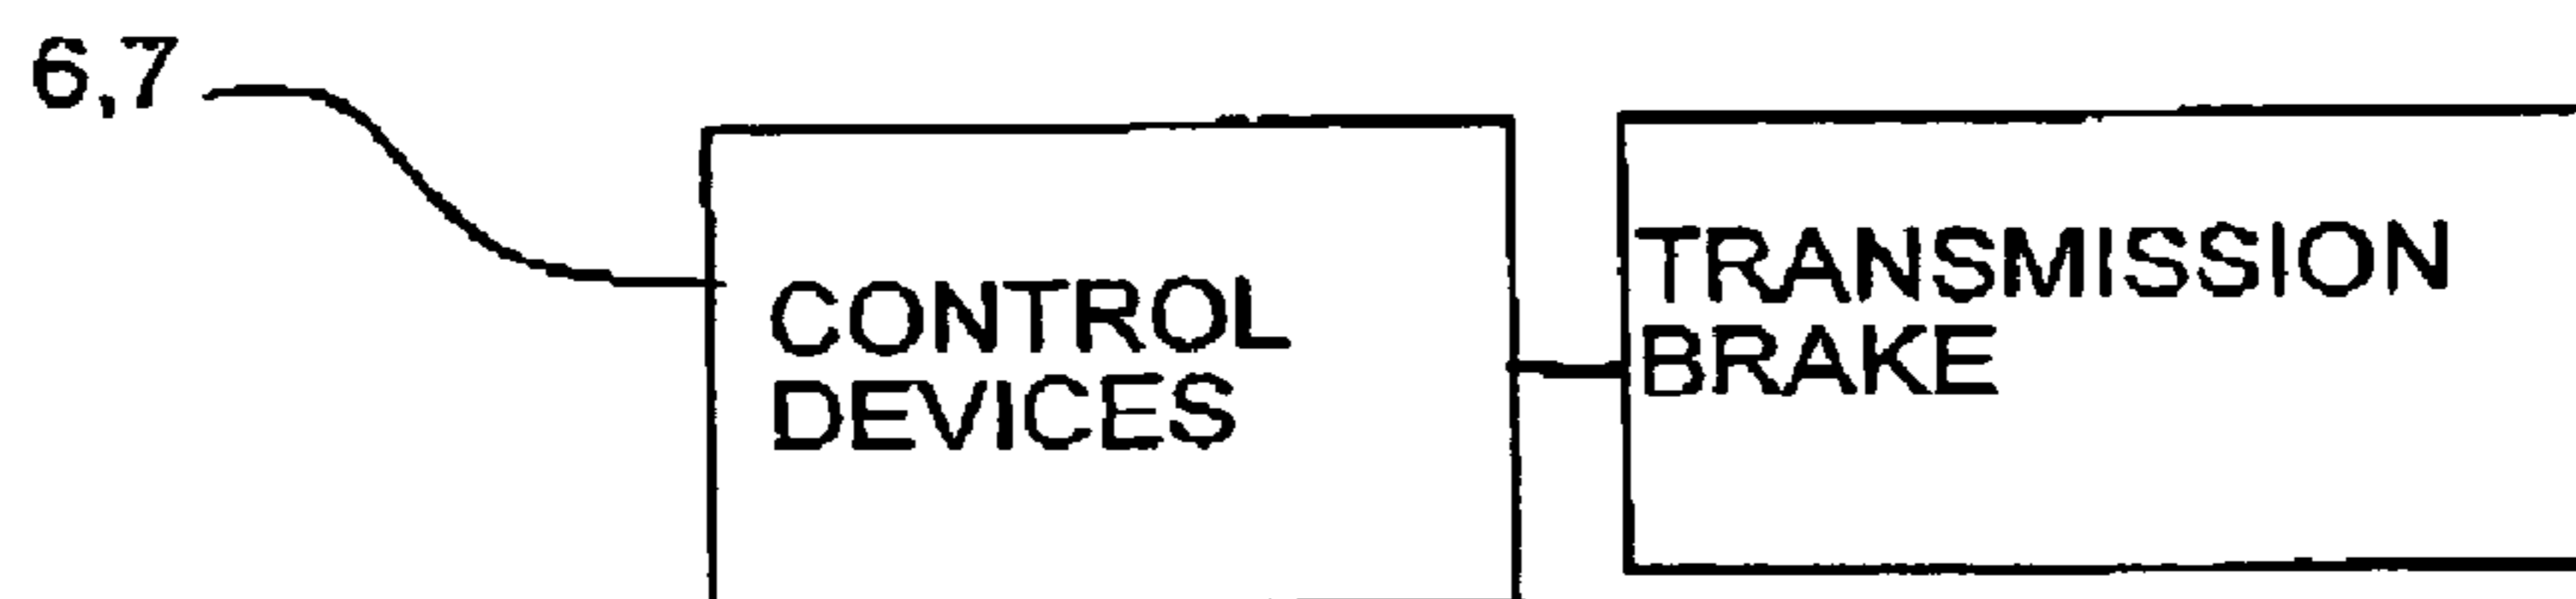 6,7
CONTROL
DEVICES
TRANSMISSION
BRAKE